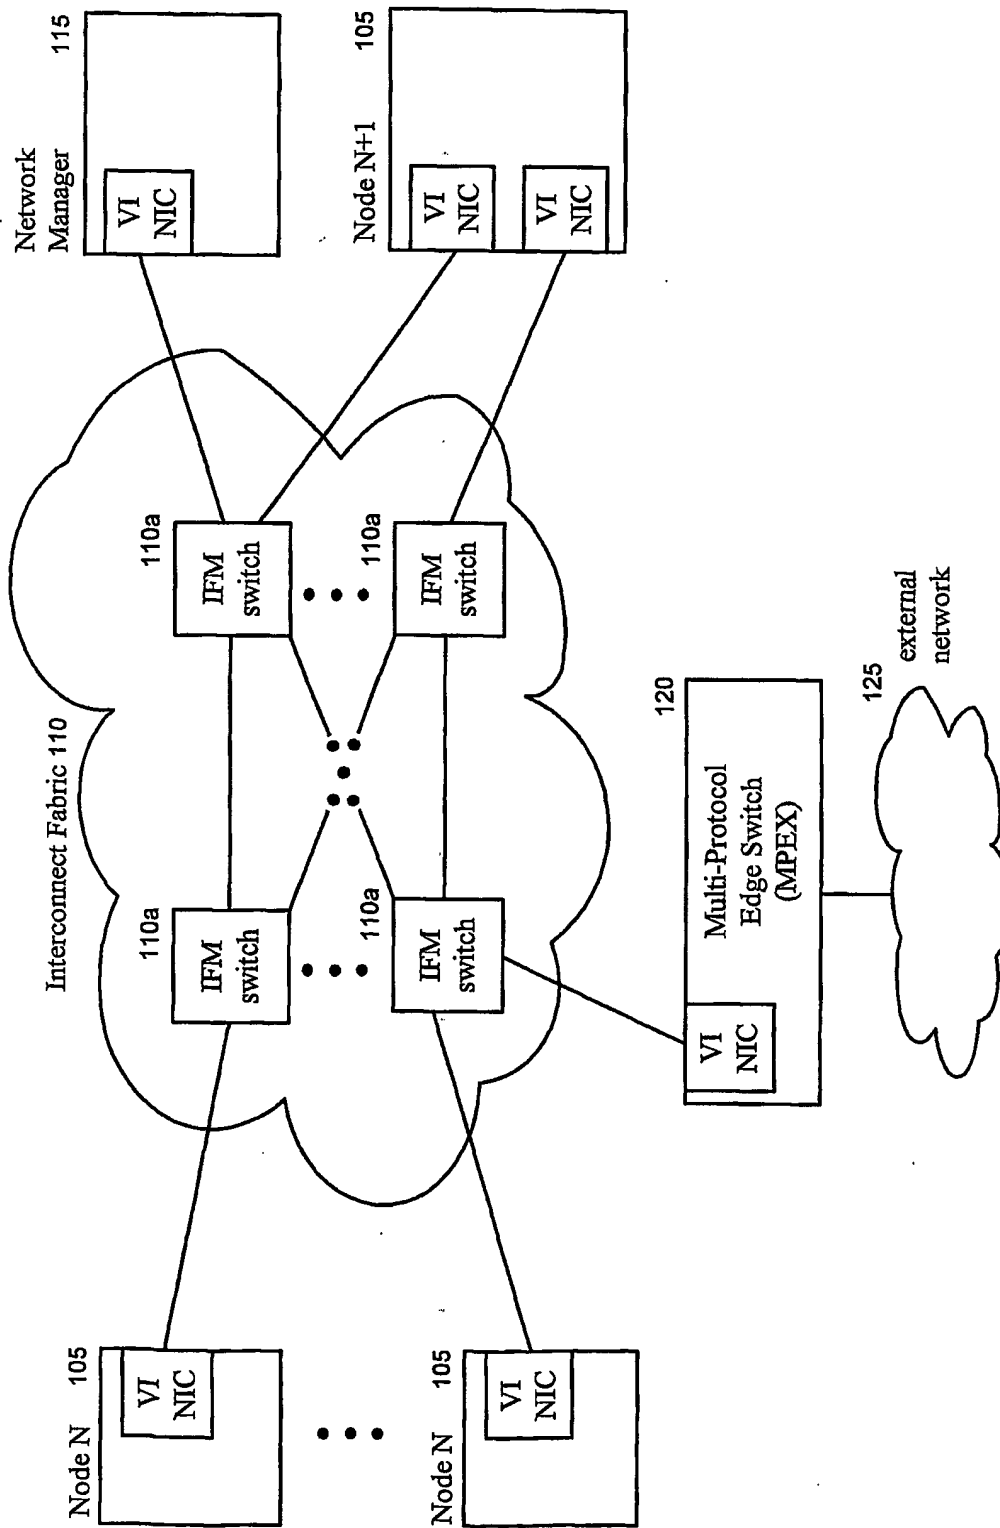 Network
Manager
115
VI
NIC
Node N+1
105
VI
NIC
VI
NIC
Interconnect Fabric 110
110a
IFM
switch
110a
IFM
switch
110a
IFM
switch
110a
IFM
switch
Node N
105
VI
NIC
Node N
105
VI
NIC
120
Multi-Protocol
Edge Switch
(MPEX)
VI
NIC
125
external
network